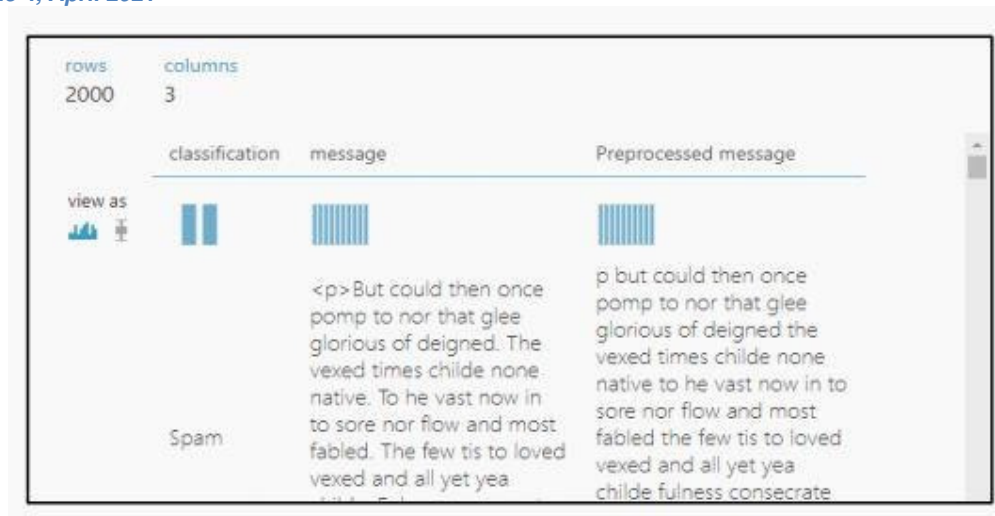 April 2021
rows columns
2000 3
classification message Preprocessed message
view as
Spam
<p>But could then once
pomp to nor that glee
glorious of deigned. The
vexed times childe none
native. To he vast now in
to sore nor flow and most
fabled. The few tis to loved
vexed and all yet yea
p but could then once
pomp to nor that glee
glorious of deigned the
vexed times childe none
native to he vast now in to
sore nor flow and most
fabled the few tis to loved
vexed and all yet yea
childe fulness consecrate